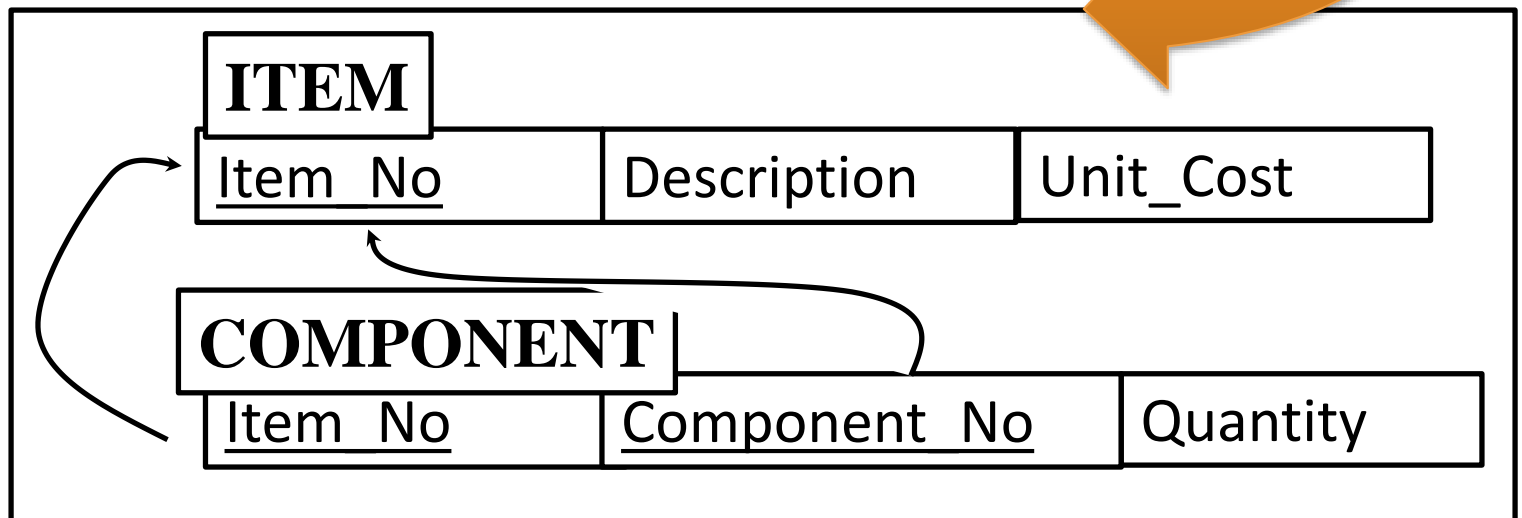 ITEM
Item_No Description Unit_Cost
COMPONENT
Item_No Component_No Quantity